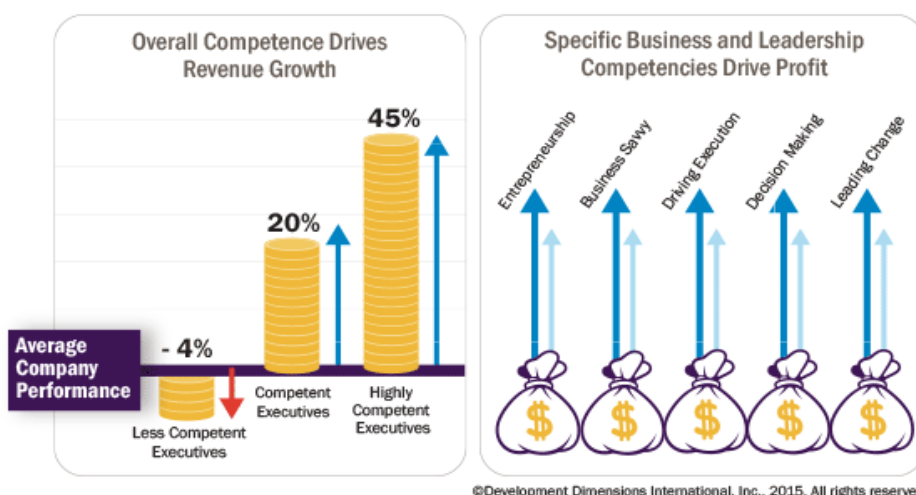 Overall Competence Drives
Revenue Growth
45%
20%
- 4%
Average
Company
Performance
Less Competent
Executives
Competent
Executives
Highly
Competent
Executives
Specific Business and Leadership
Competencies Drive Profit
Entrepreneurship
Business Savvy
Driving Execution
Decision Making
Leading Change
$
$
$
$
$
©Development Dimensions International, Inc., 2015. All rights reserve